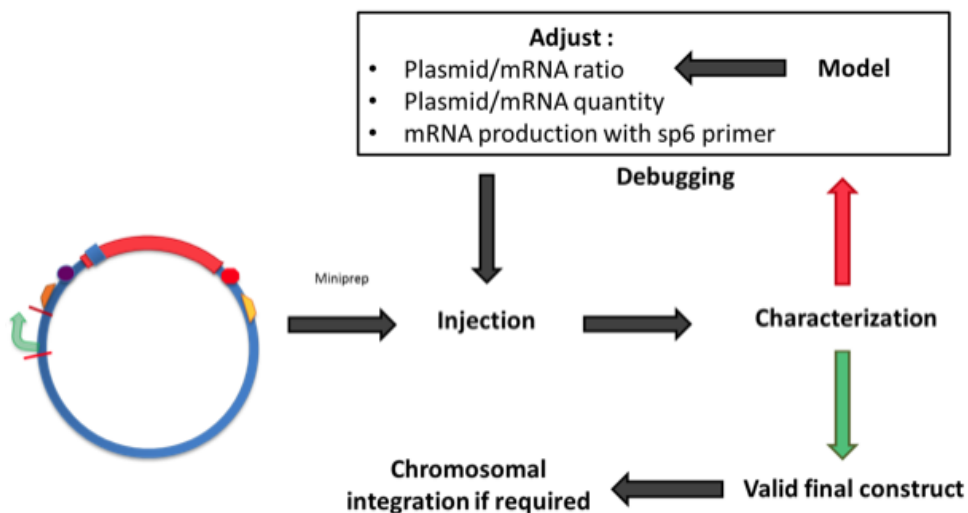 Adjust :
• Plasmid/mRNA ratio
Model
• Plasmid/mRNA quantity
• mRNA production with sp6 primer
Debugging
Miniprep
Injection
Characterization
Chromosomal
integration if required
Valid final construct